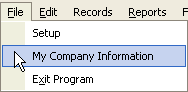 File Edit Records Reports
Setup
My Company Information
Exit Program